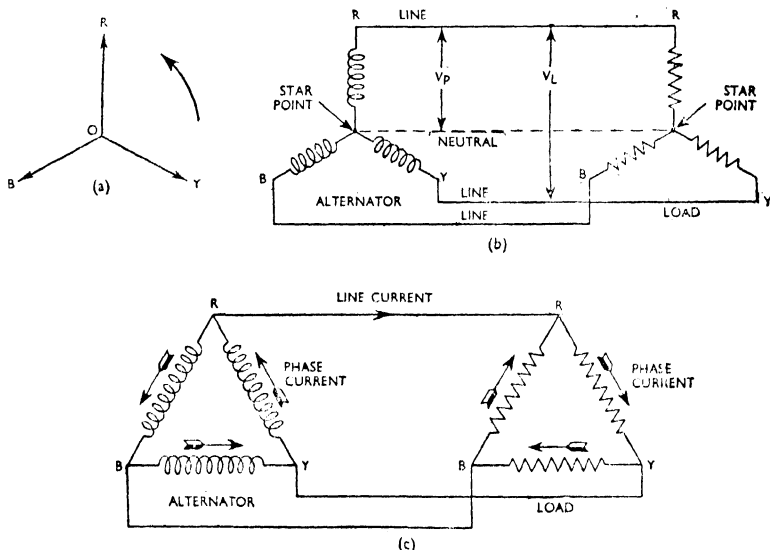 R
O
B
Y
(a)
R
LINE
R
V_P
V_L
STAR
POINT
STAR
POINT
NEUTRAL
B
Y
B
Y
ALTERNATOR
LINE
LINE
LOAD
(b)
R
LINE CURRENT
R
PHASE
CURRENT
PHASE
CURRENT
B
Y
B
Y
ALTERNATOR
LOAD
(c)